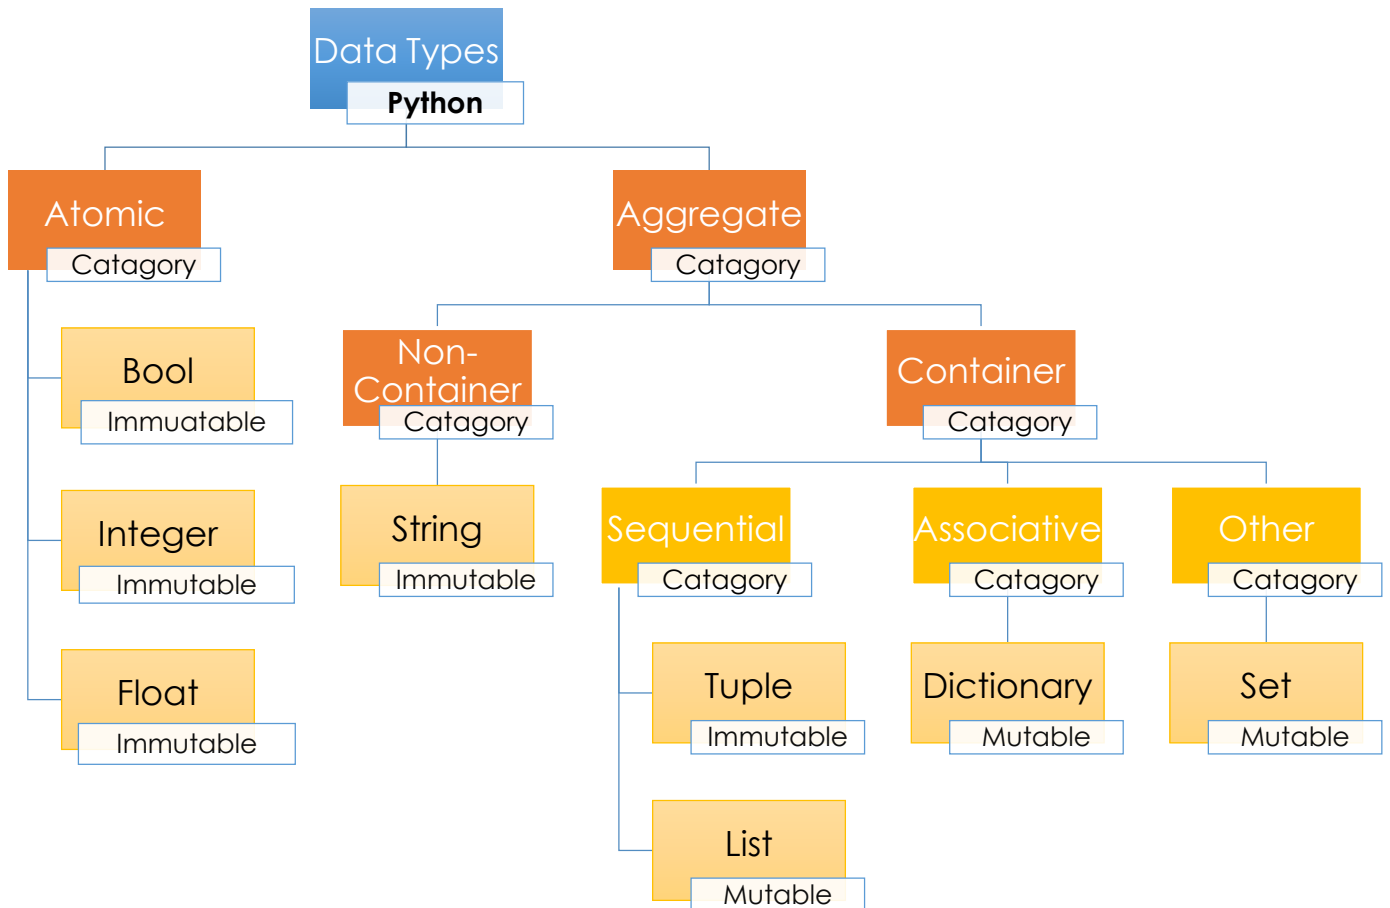 Data Types
Python
Atomic
Catagory
Aggregate
Catagory
Bool
Immuatable
Non-
Container
Catagory
Container
Catagory
Integer
Immutable
String
Immutable
Sequential
Catagory
Associative
Catagory
Other
Catagory
Float
Immutable
Tuple
Immutable
Dictionary
Mutable
Set
Mutable
List
Mutable